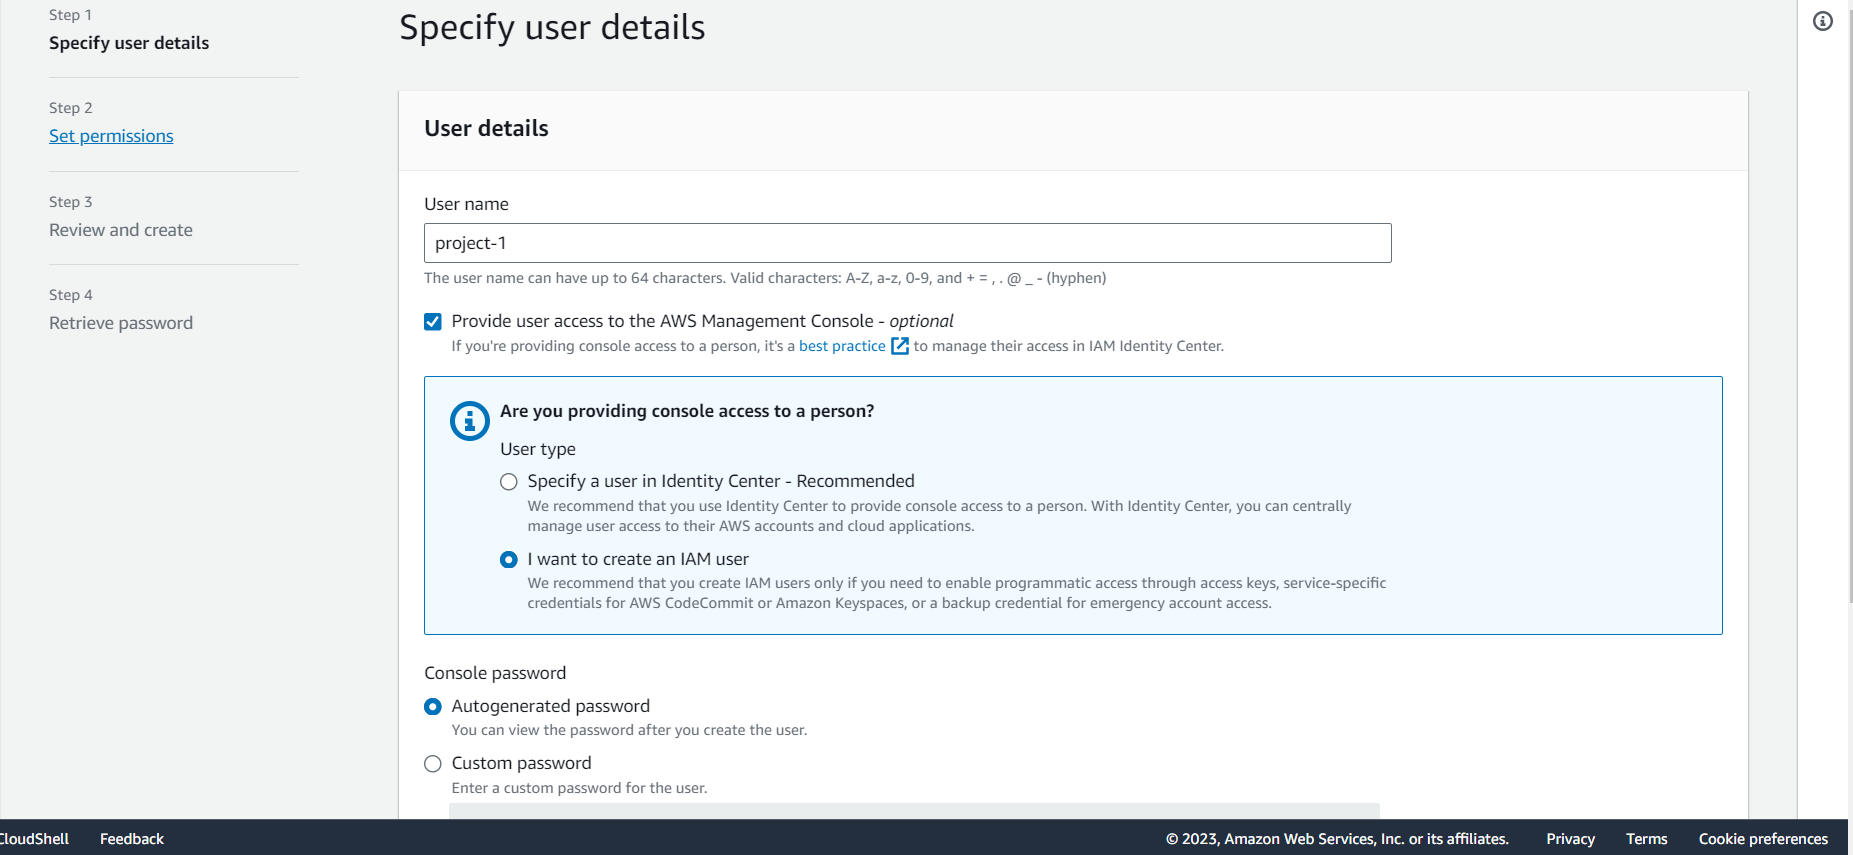 Step 1
Specify user details
Step 2
Set permissions
Step 3
Review and create
Step 4
Retrieve password
Specify user details
User details
User name
project-1
The user name can have up to 64 characters. Valid characters: A-Z, a-z, 0-9, and + = , . @ _ - (hyphen)
Provide user access to the AWS Management Console - optional
If you're providing console access to a person, it's a best practice to manage their access in IAM Identity Center.
Are you providing console access to a person?
User type
Specify a user in Identity Center - Recommended
We recommend that you use Identity Center to provide console access to a person. With Identity Center, you can centrally
manage user access to their AWS accounts and cloud applications.
I want to create an IAM user
We recommend that you create IAM users only if you need to enable programmatic access through access keys, service-specific
credentials for AWS CodeCommit or Amazon Keyspaces, or a backup credential for emergency account access.
Console password
Autogenerated password
You can view the password after you create the user.
Custom password
Enter a custom password for the user.
CloudShell Feedback © 2023, Amazon Web Services, Inc. or its affiliates. Privacy Terms Cookie preferences